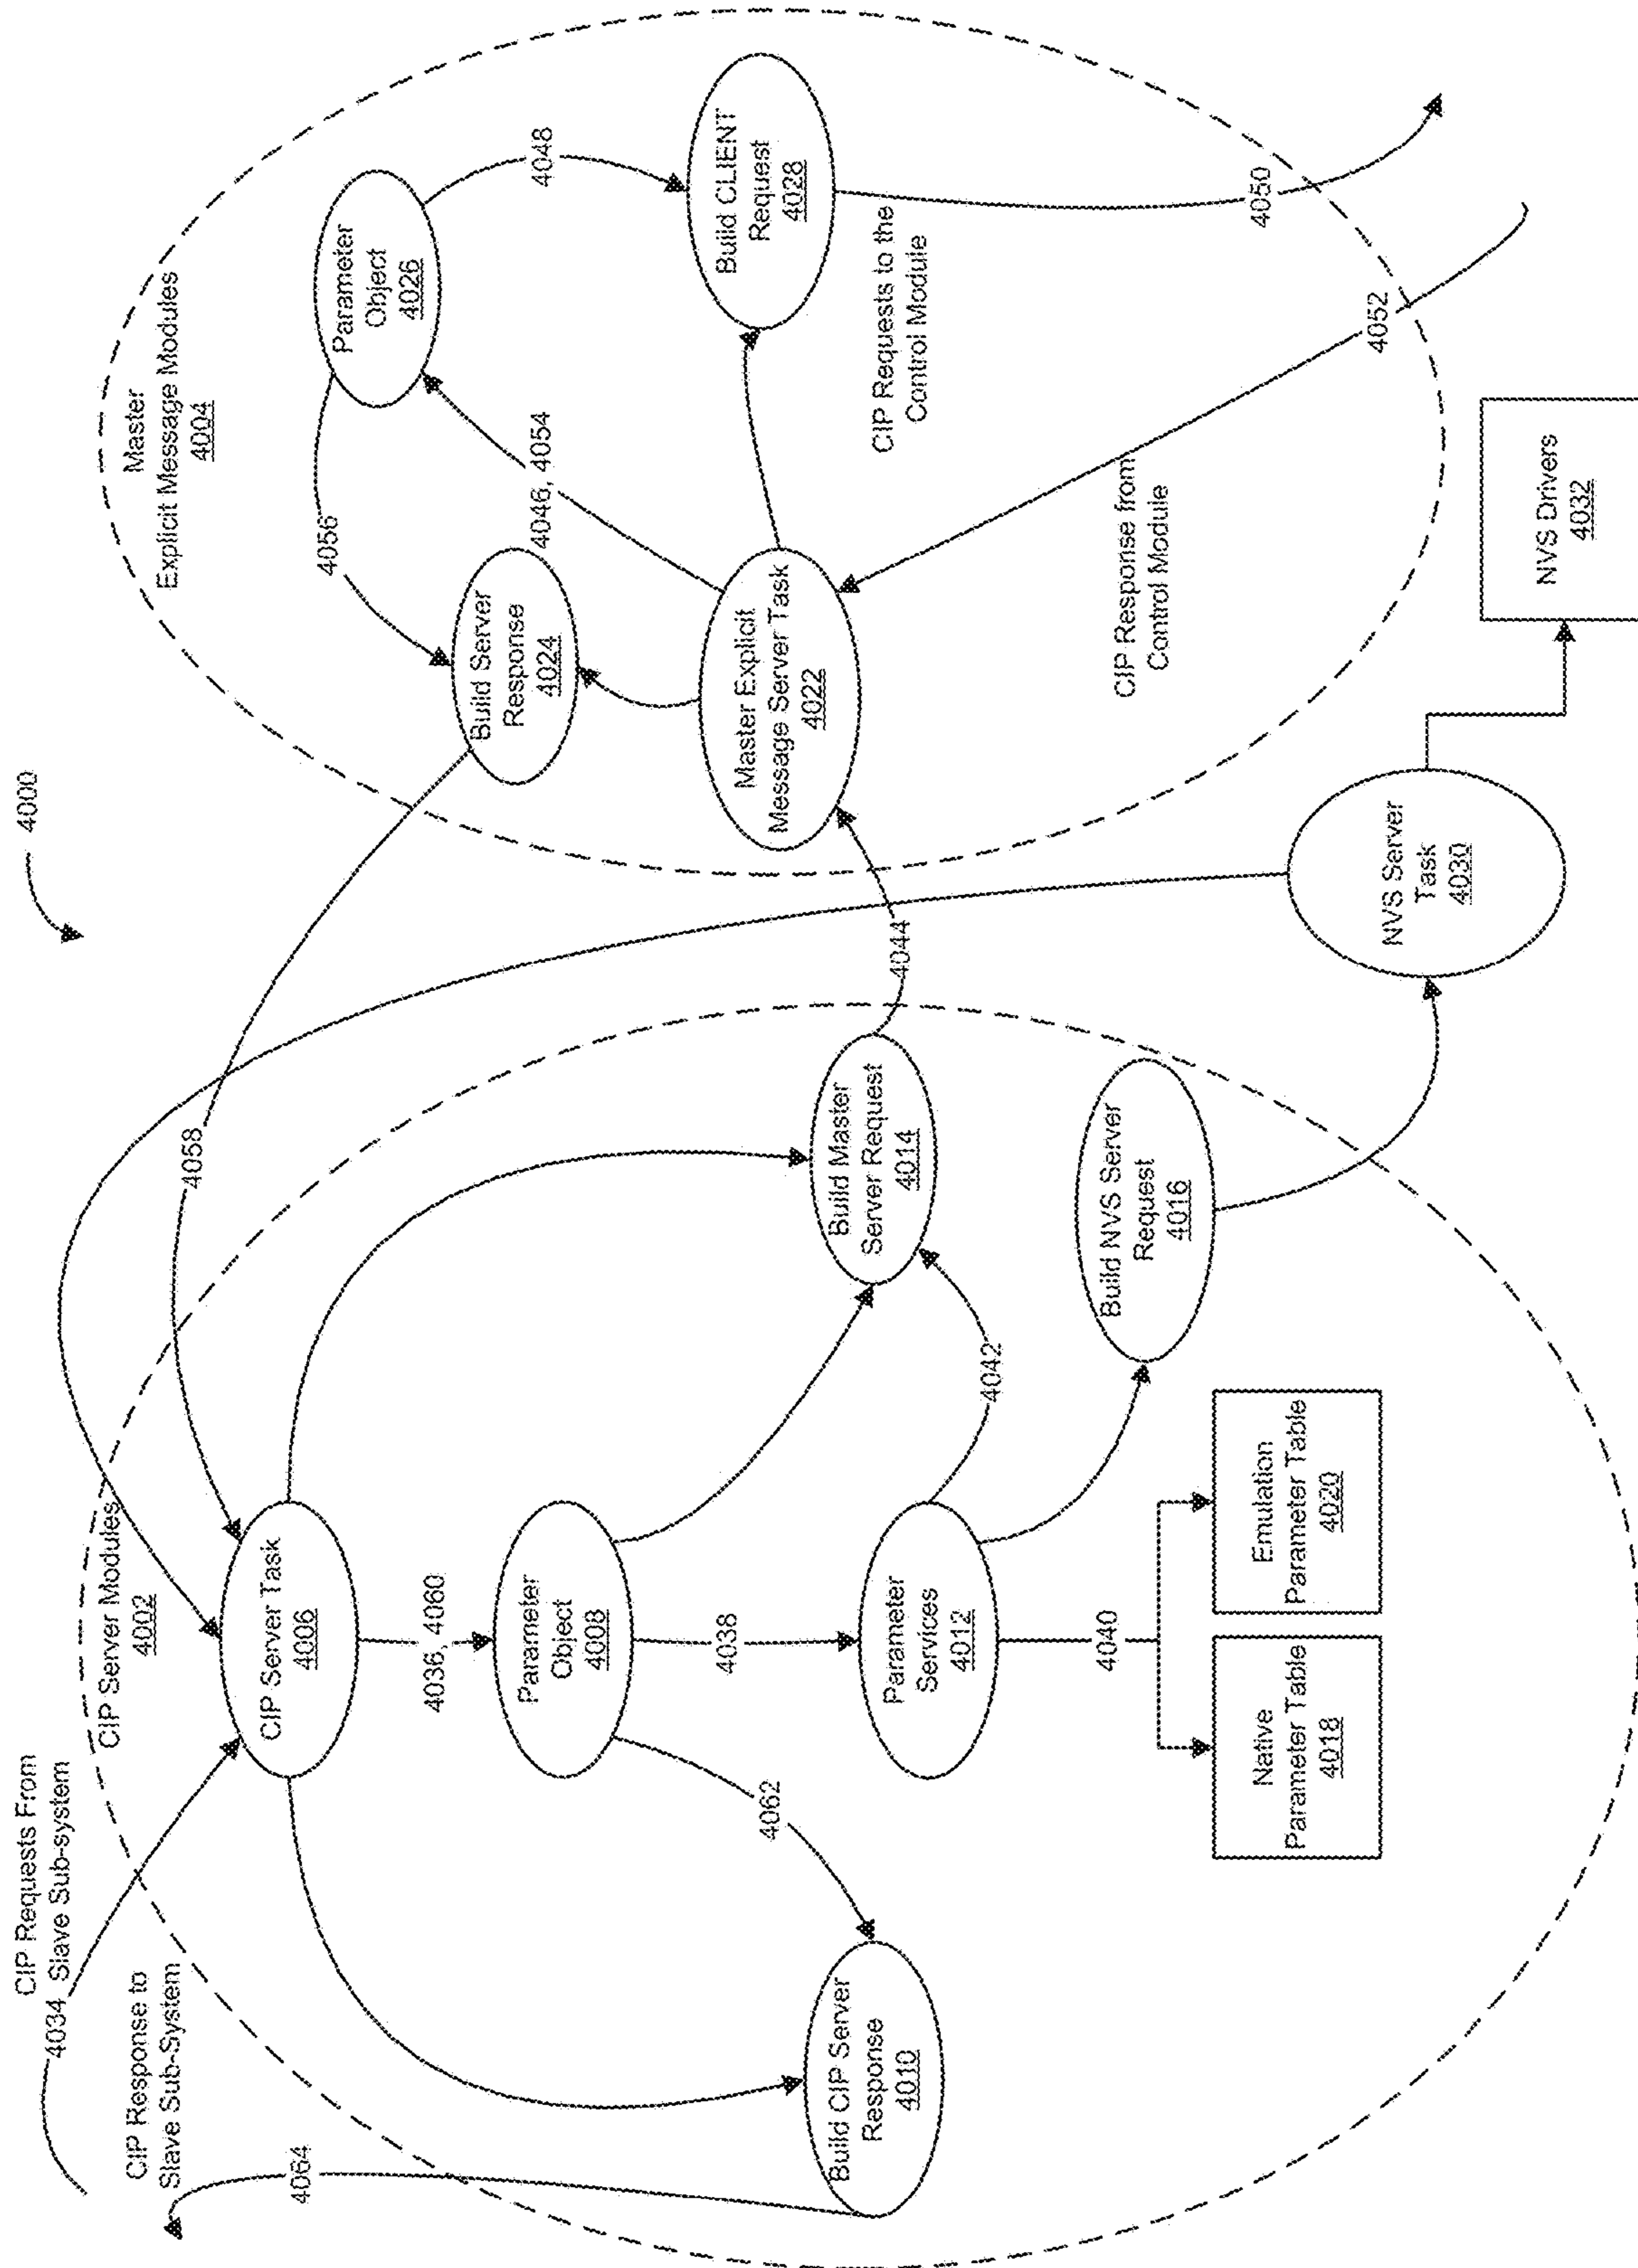 4000
CIP Requests From
Slave Sub-system
4034
CIP Response to
Slave Sub-System
4064
CIP Server Modules
4002
CIP Server Task
4006
4036, 4060
Parameter
Object
4008
4038
4062
Build CIP Server
Response
4010
Parameter
Services
4012
4040
Native
Parameter Table
4018
Emulation
Parameter Table
4020
4042
Build Master
Server Request
4014
Build NVS Server
Request
4016
4044
4058
Master
Explicit Message Modules
4004
Build Server
Response
4024
4056
Parameter
Object
4026
4048
4046, 4054
Master Explicit
Message Server Task
4022
Build CLIENT
Request
4028
CIP Requests to the
Control Module
4050
CIP Response from
Control Module
4052
NVS Server
Task
4030
NVS Drivers
4032